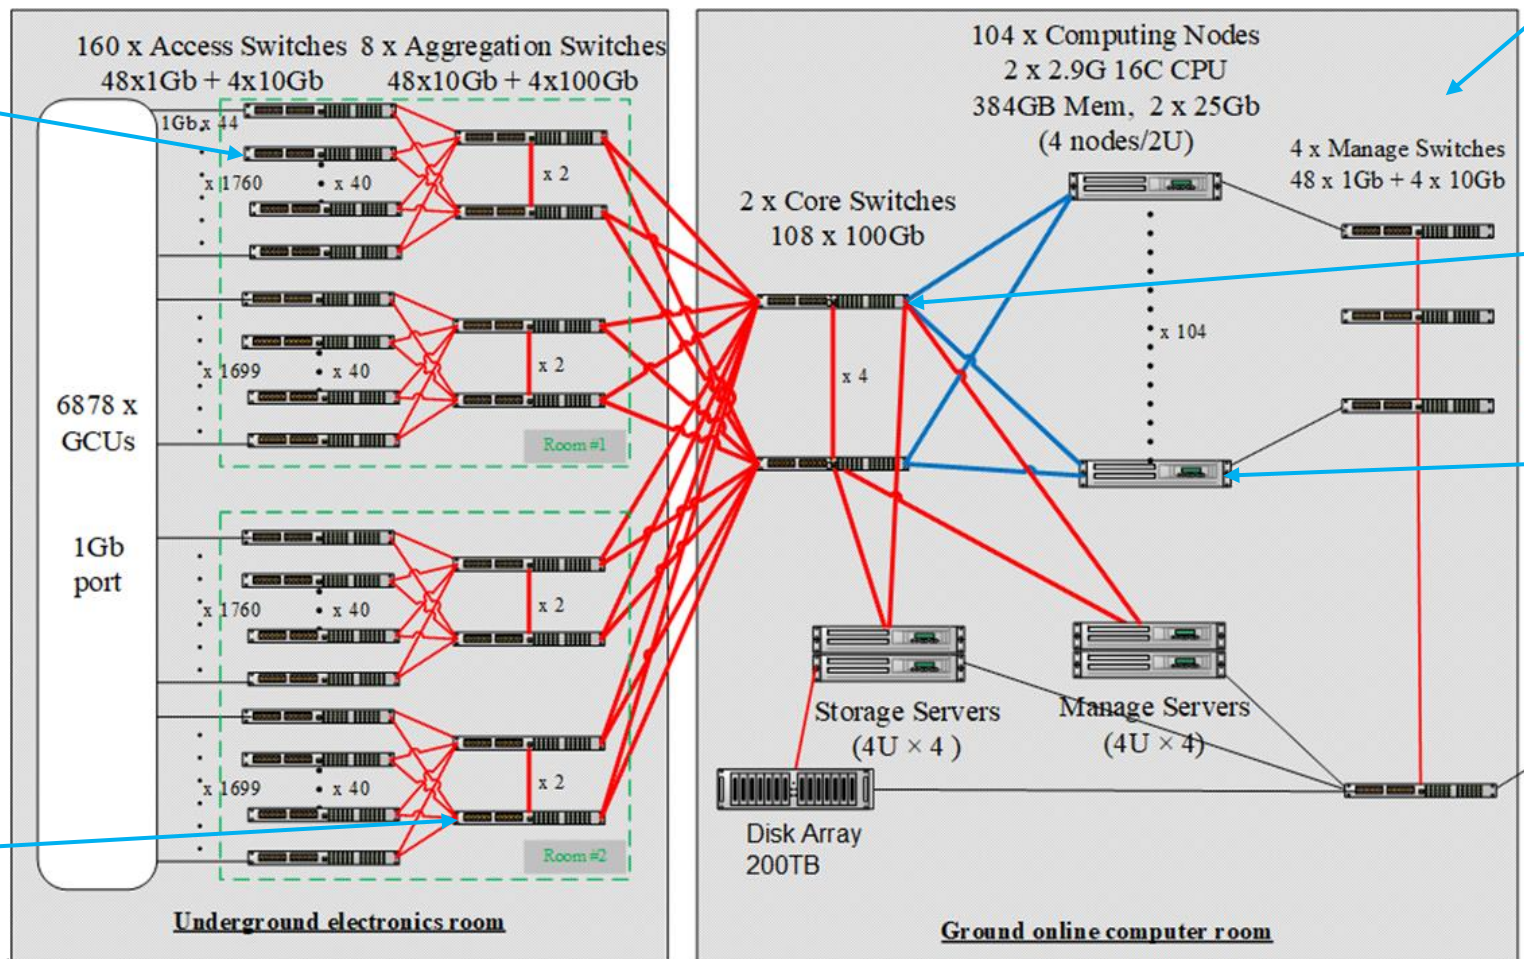 160 x Access Switches
48x1Gb + 4x10Gb
8 x Aggregation Switches
48x10Gb + 4x100Gb
1Gb x 44
x 1760
x 40
x 2
x 1699
x 40
x 2
Room #1
6878 x
GCUs
1Gb
port
x 1760
x 40
x 2
x 1699
x 40
x 2
Room #2
Underground electronics room
104 x Computing Nodes
2 x 2.9G 16C CPU
384GB Mem, 2 x 25Gb
(4 nodes/2U)
4 x Manage Switches
48 x 1Gb + 4 x 10Gb
2 x Core Switches
108 x 100Gb
x 4
x 104
Storage Servers
(4U × 4 )
Manage Servers
(4U × 4)
Disk Array
200TB
Ground online computer room